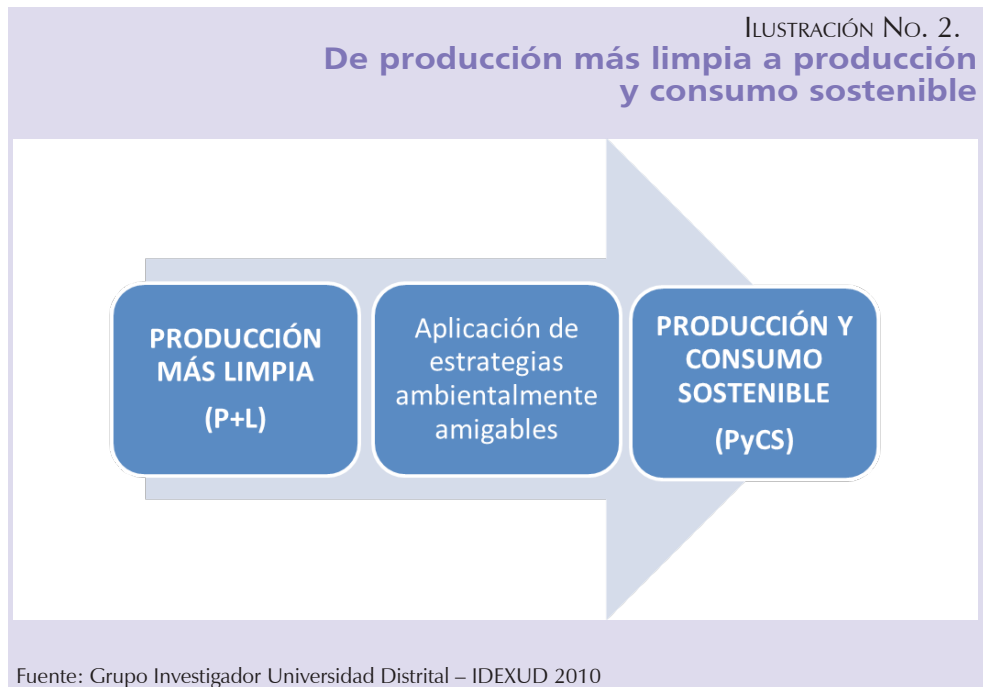 Ilustración No. 2.
De producción más limpia a producción
y consumo sostenible
PRODUCCIÓN
MÁS LIMPIA
(P+L)
Aplicación de
estrategias
ambientalmente
amigables
PRODUCCIÓN Y
CONSUMO
SOSTENIBLE
(PyCS)
Fuente: Grupo Investigador Universidad Distrital – IDEXUD 2010